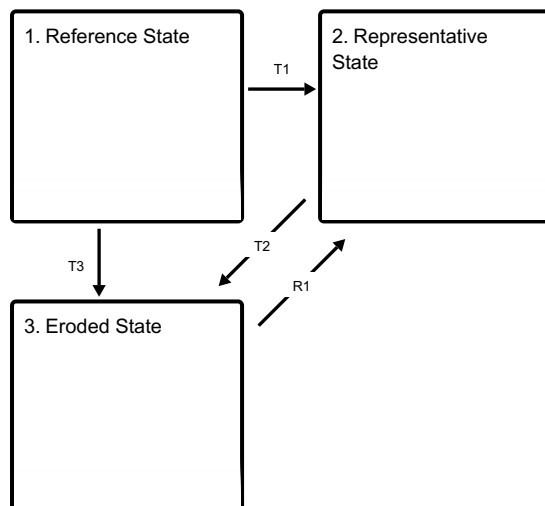 1. Reference State
2. Representative
State
T1
T2
T3
R1
3. Eroded State